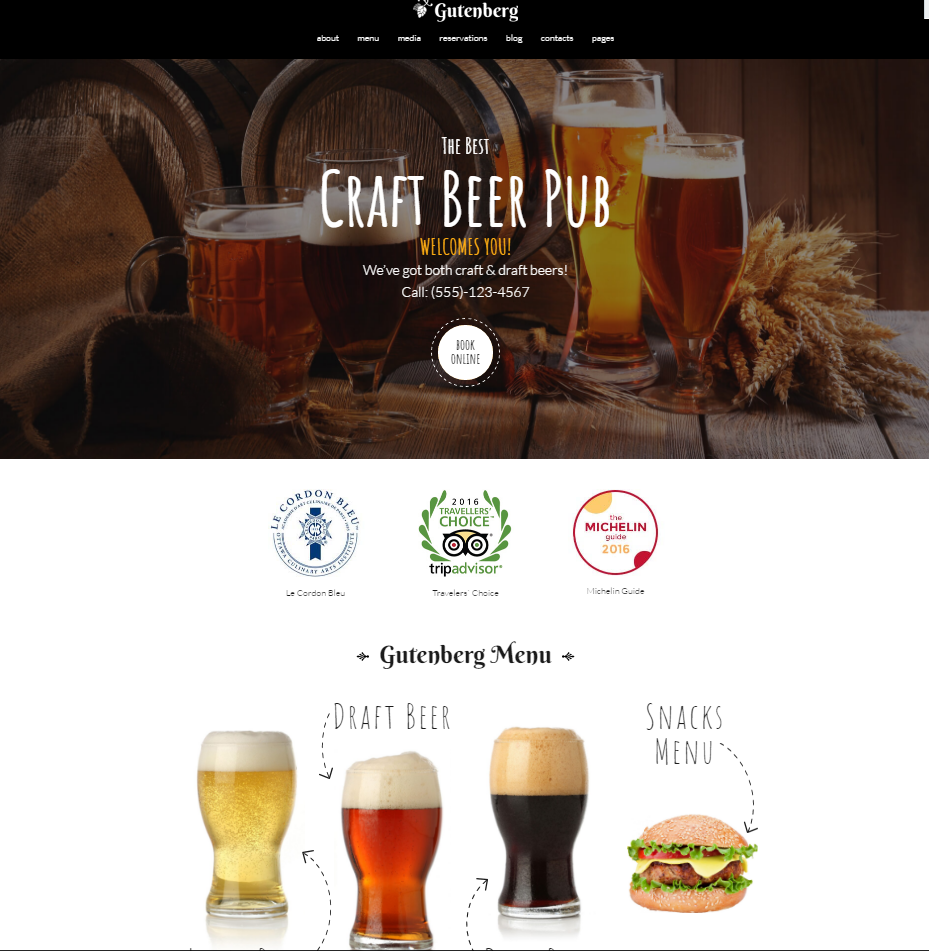 Gutenberg
about menu media reservations blog contacts pages
The Best
Craft Beer Pub
WELCOMES YOU!
We've got both craft & draft beers!
Call: (555)-123-4567
BOOK
ONLINE
LE CORDON BLEU
OTTAWA CULINARY ARTS INSTITUTE
2016
TRAVELLERS'
CHOICE™
tripadvisor®
the
MICHELIN
guide
2016
Le Cordon Bleu
Travelers` Choice
Michelin Guide
Gutenberg Menu
Draft Beer
Snacks
Menu